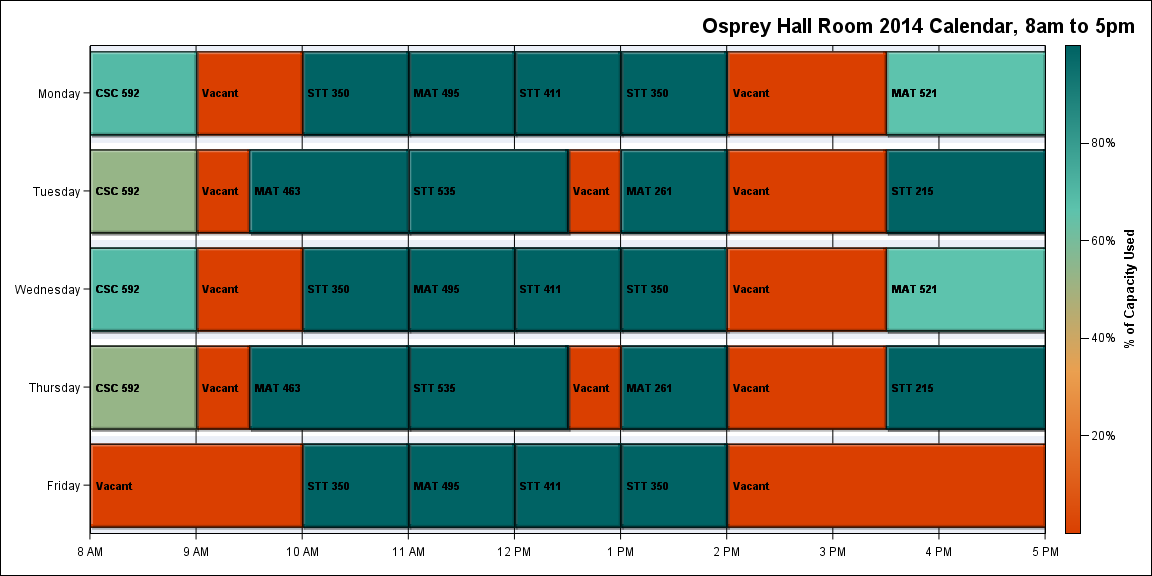 Osprey Hall Room 2014 Calendar, 8am to 5pm
Monday
CSC 592
Vacant
STT 350
MAT 495
STT 411
STT 350
Vacant
MAT 521
Tuesday
CSC 592
Vacant
MAT 463
STT 535
Vacant
MAT 261
Vacant
STT 215
Wednesday
CSC 592
Vacant
STT 350
MAT 495
STT 411
STT 350
Vacant
MAT 521
Thursday
CSC 592
Vacant
MAT 463
STT 535
Vacant
MAT 261
Vacant
STT 215
Friday
Vacant
STT 350
MAT 495
STT 411
STT 350
Vacant
8 AM
9 AM
10 AM
11 AM
12 PM
1 PM
2 PM
3 PM
4 PM
5 PM
80%
60%
40%
20%
% of Capacity Used